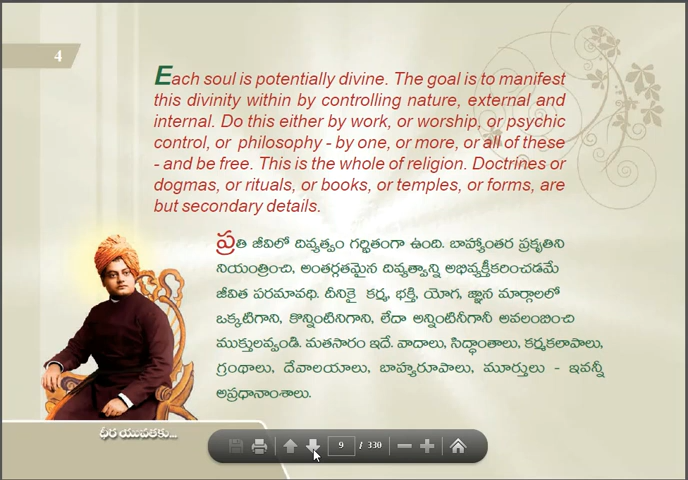 4
Each soul is potentially divine. The goal is to manifest
this divinity within by controlling nature, external and
internal. Do this either by work, or worship, or psychic
control, or philosophy - by one, or more, or all of these
- and be free. This is the whole of religion. Doctrines or
dogmas, or rituals, or books, or temples, or forms, are
but secondary details.
ప్రతి జీవిలో దివ్యత్వం గర్భితంగా ఉంది. బాహ్యాంతర ప్రకృతిని
నియంత్రించి, అంతర్గతమైన దివ్యత్వాన్ని అభివ్యక్తీకరించడమే
జీవిత పరమావధి. దీనికై కర్మ, భక్తి, యోగ, జ్ఞాన మార్గాలలో
ఒక్కటిగాని, కొన్నింటినిగాని, లేదా అన్నింటినీగానీ అవలంబించి
ముక్తులవ్వండి. మతసారం ఇదే. వాదాలు, సిద్ధాంతాలు, కర్మకలాపాలు,
గ్రంథాలు, దేవాలయాలు, బాహ్యరూపాలు, మూర్తులు - ఇవన్నీ
అప్రధానాంశాలు.
ధీర యువతకు...
9 / 330